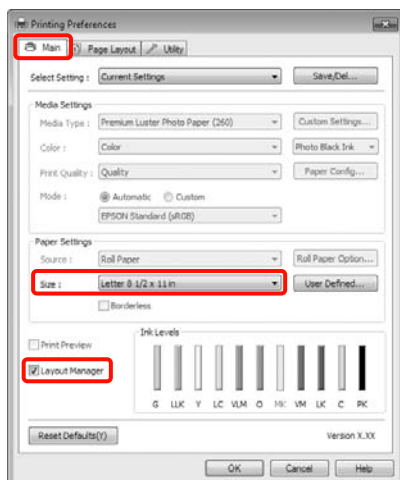 Printing Preferences
Main Page Layout Utility
Select Setting : Current Settings Save/Del...
Media Settings
Media Type : Premium Luster Photo Paper (260) Custom Settings...
Color : Color Photo Black Ink
Print Quality : Quality Paper Config...
Mode : Automatic Custom
EPSON Standard (sRGB)
Paper Settings
Source : Roll Paper Roll Paper Option...
Size : Letter 8 1/2 x 11 in User Defined...
Borderless
Ink Levels
Print Preview
Layout Manager
G LLK Y LC VLM O MK VM LK C PK
Reset Defaults(Y) Version X.XX
OK Cancel Help